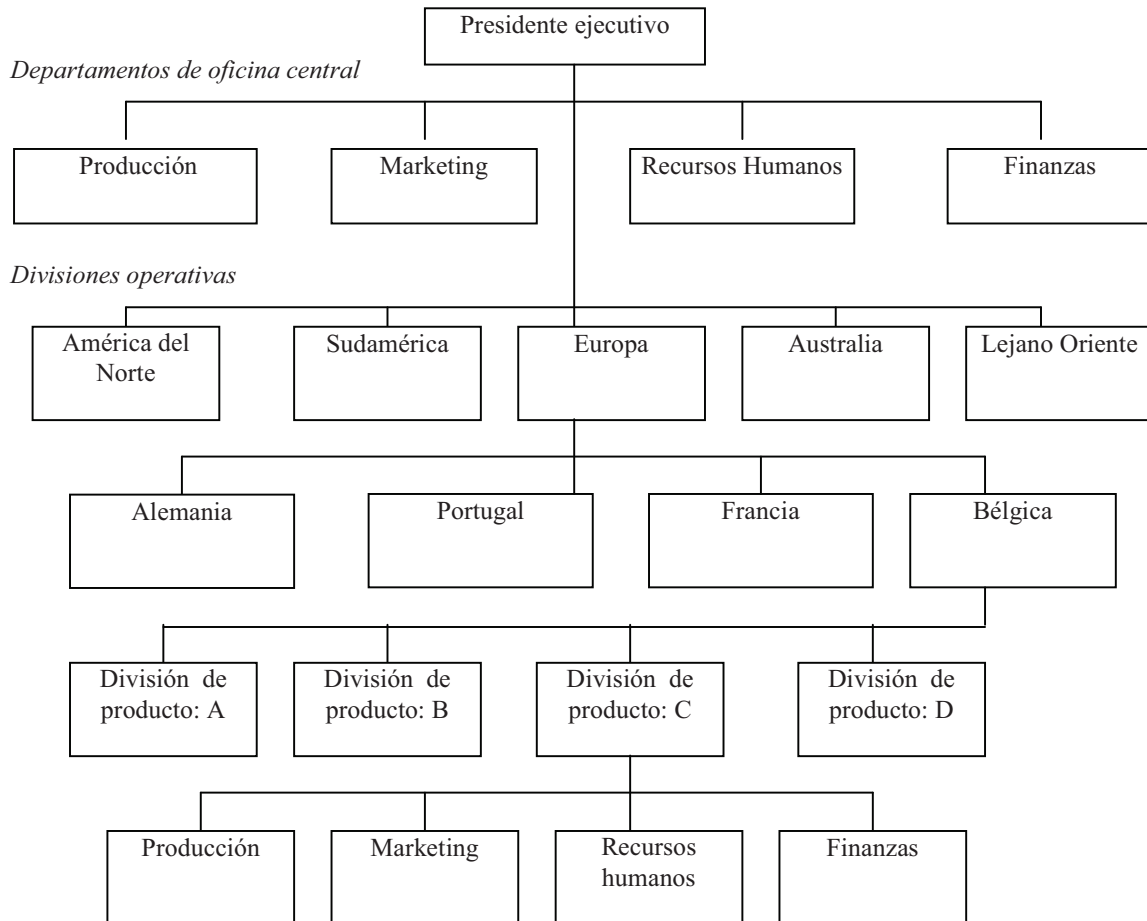 Presidente ejecutivo
Departamentos de oficina central
Producción
Marketing
Recursos Humanos
Finanzas
Divisiones operativas
América del
Norte
Sudamérica
Europa
Australia
Lejano Oriente
Alemania
Portugal
Francia
Bélgica
División de
producto: A
División de
producto: B
División de
producto: C
División de
producto: D
Producción
Marketing
Recursos
humanos
Finanzas